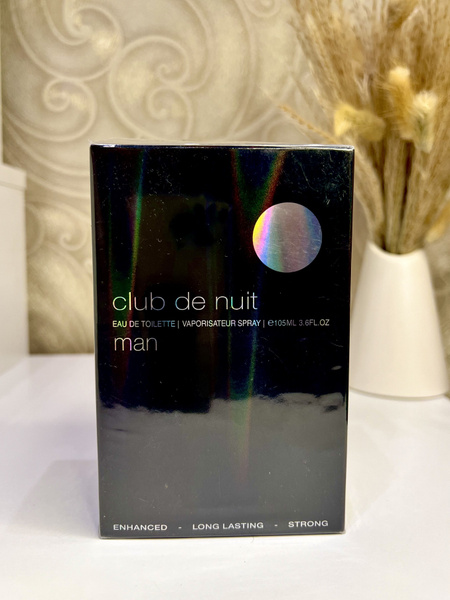 club de nuit
EAU DE TOILETTE | VAPORISATEUR SPRAY | ℮105ML 3.6FL.OZ
man
ENHANCED - LONG LASTING - STRONG